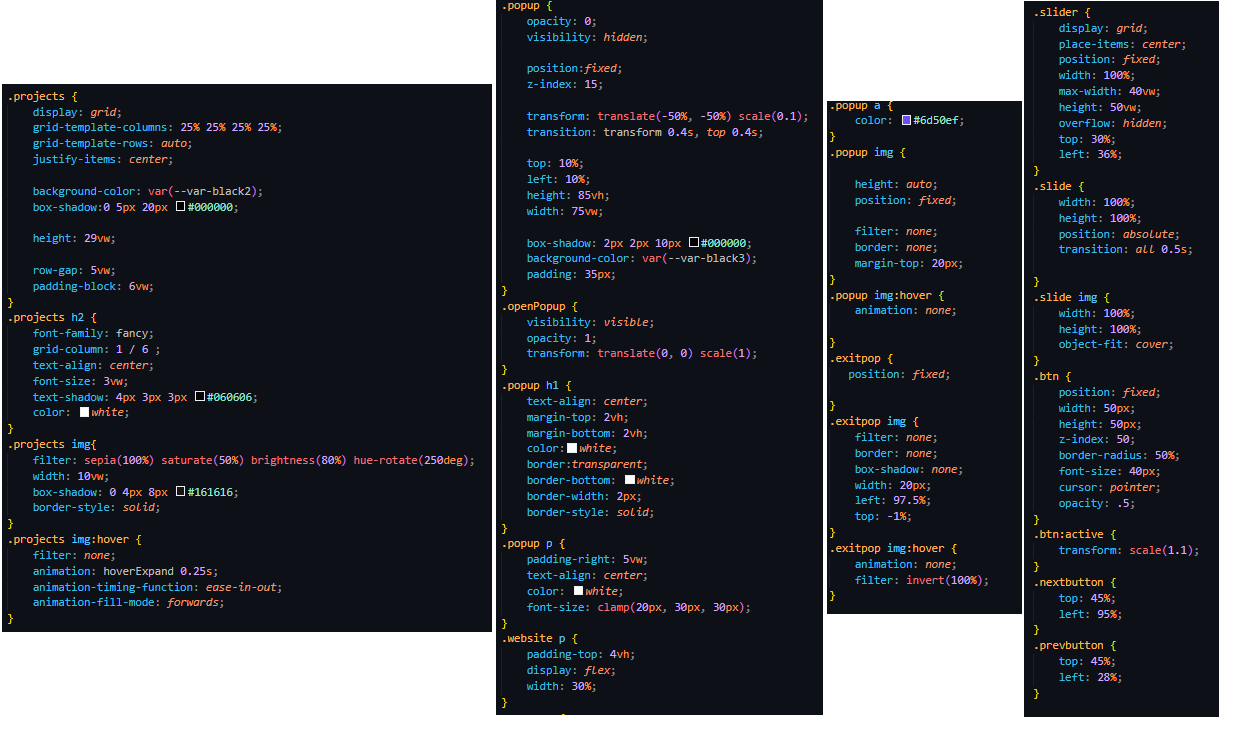 .projects {
display: grid;
grid-template-columns: 25% 25% 25% 25%;
grid-template-rows: auto;
justify-items: center;
background-color: var(--var-black2);
box-shadow:0 5px 20px #000000;
height: 29vw;
row-gap: 5vw;
padding-block: 6vw;
}
.projects h2 {
font-family: fancy;
grid-column: 1 / 6 ;
text-align: center;
font-size: 3vw;
text-shadow: 4px 3px 3px #060606;
color: white;
}
.projects img{
filter: sepia(100%) saturate(50%) brightness(80%) hue-rotate(250deg);
width: 10vw;
box-shadow: 0 4px 8px #161616;
border-style: solid;
}
.projects img:hover {
filter: none;
animation: hoverExpand 0.25s;
animation-timing-function: ease-in-out;
animation-fill-mode: forwards;
}
.popup {
opacity: 0;
visibility: hidden;
position:fixed;
z-index: 15;
transform: translate(-50%, -50%) scale(0.1);
transition: transform 0.4s, top 0.4s;
top: 10%;
left: 10%;
height: 85vh;
width: 75vw;
box-shadow: 2px 2px 10px #000000;
background-color: var(--var-black3);
padding: 35px;
}
.openPopup {
visibility: visible;
opacity: 1;
transform: translate(0, 0) scale(1);
}
.popup h1 {
text-align: center;
margin-top: 2vh;
margin-bottom: 2vh;
color: white;
border:transparent;
border-bottom: white;
border-width: 2px;
border-style: solid;
}
.popup p {
padding-right: 5vw;
text-align: center;
color: white;
font-size: clamp(20px, 30px, 30px);
}
.website p {
padding-top: 4vh;
display: flex;
width: 30%;
}
.popup a {
color: #6d50ef;
}
.popup img {
height: auto;
position: fixed;
filter: none;
border: none;
margin-top: 20px;
}
.popup img:hover {
animation: none;
}
.exitpop {
position: fixed;
}
.exitpop img {
filter: none;
border: none;
box-shadow: none;
width: 20px;
left: 97.5%;
top: -1%;
}
.exitpop img:hover {
animation: none;
filter: invert(100%);
}
.slider {
display: grid;
place-items: center;
position: fixed;
width: 100%;
max-width: 40vw;
height: 50vw;
overflow: hidden;
top: 30%;
left: 36%;
}
.slide {
width: 100%;
height: 100%;
position: absolute;
transition: all 0.5s;
}
.slide img {
width: 100%;
height: 100%;
object-fit: cover;
}
.btn {
position: fixed;
width: 50px;
height: 50px;
z-index: 50;
border-radius: 50%;
font-size: 40px;
cursor: pointer;
opacity: .5;
}
.btn:active {
transform: scale(1.1);
}
.nextbutton {
top: 45%;
left: 95%;
}
.prevbutton {
top: 45%;
left: 28%;
}